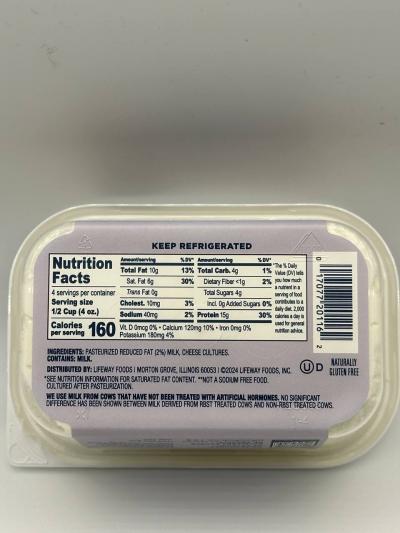 KEEP REFRIGERATED
Nutrition
Facts
4 servings per container
Serving size
1/2 Cup (4 oz.)
Calories
per serving 160
Amount/serving %DV*
Total Fat 10g 13%
Sat. Fat 6g 30%
Trans Fat 0g
Cholest. 10mg 3%
Sodium 40mg 2%
Amount/serving %DV*
Total Carb. 4g 1%
Dietary Fiber <1g 2%
Total Sugars 4g
Incl. 0g Added Sugars 0%
Protein 15g 30%
Vit. D 0mcg 0% • Calcium 120mg 10% • Iron 0mg 0%
Potassium 180mg 4%
*The % Daily
Value (DV) tells
you how much
a nutrient in a
serving of food
contributes to a
daily diet. 2,000
calories a day is
used for general
nutrition advice.
0 17077 20116 2
INGREDIENTS: PASTEURIZED REDUCED FAT (2%) MILK, CHEESE CULTURES.
CONTAINS: MILK.
DISTRIBUTED BY: LIFEWAY FOODS | MORTON GROVE, ILLINOIS 60053 | ©2024 LIFEWAY FOODS, INC.
*SEE NUTRITION INFORMATION FOR SATURATED FAT CONTENT. **NOT A SODIUM FREE FOOD.
CULTURED AFTER PASTEURIZATION.
U D
NATURALLY
GLUTEN FREE
WE USE MILK FROM COWS THAT HAVE NOT BEEN TREATED WITH ARTIFICIAL HORMONES. NO SIGNIFICANT
DIFFERENCE HAS BEEN SHOWN BETWEEN MILK DERIVED FROM RBST TREATED COWS AND NON-RBST TREATED COWS.